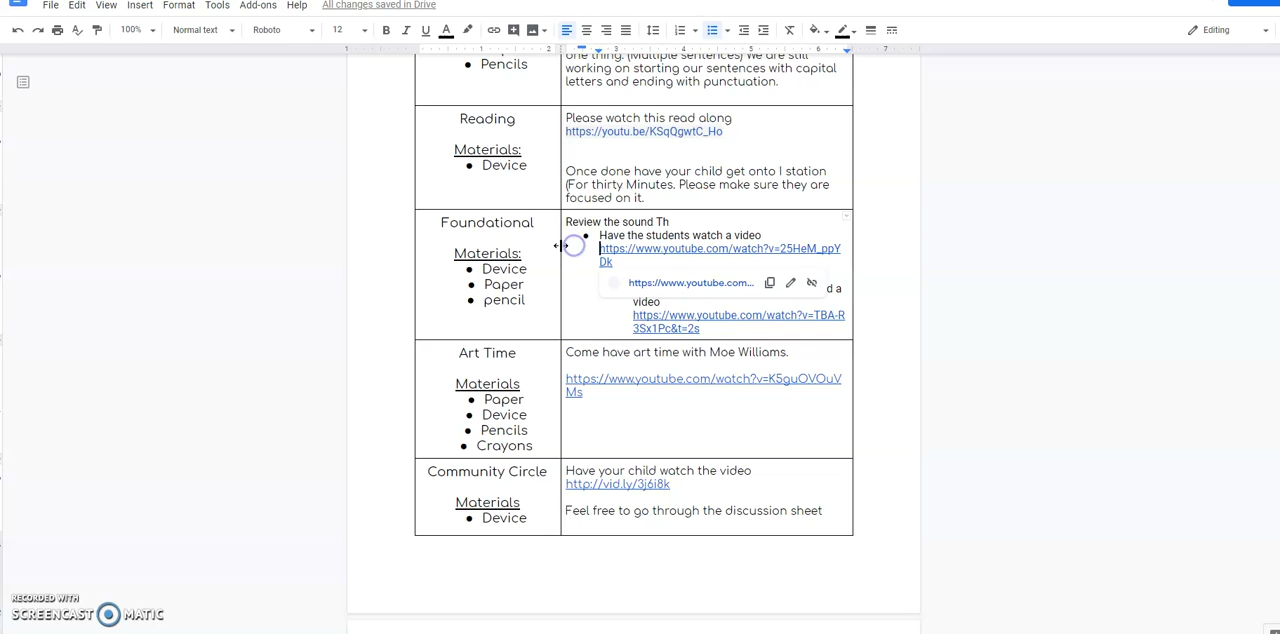 File Edit View Insert Format Tools Add-ons Help All changes saved in Drive
100% Normal text Roboto 12 B I U A Editing
1 1 2 3 4 5 6 7
Pencils
one thing. (Multiple sentences) We are still
working on starting our sentences with capital
letters and ending with punctuation.
Reading
Materials:
● Device
Please watch this read along
https://youtu.be/KSqQgwtC_Ho
Once done have your child get onto I station
(For thirty Minutes. Please make sure they are
focused on it.
Foundational
Materials:
● Device
● Paper
● pencil
Review the sound Th
● Have the students watch a video
https://www.youtube.com/watch?v=25HeM_ppY
Dk
https://www.youtube.com...
d a
video
https://www.youtube.com/watch?v=TBA-R
3Sx1Pc&t=2s
Art Time
Materials
● Paper
● Device
● Pencils
● Crayons
Come have art time with Moe Williams.
https://www.youtube.com/watch?v=K5guOVOuV
Ms
Community Circle
Materials
● Device
Have your child watch the video
http://vid.ly/3j6i8k
Feel free to go through the discussion sheet
RECORDED WITH
SCREENCAST MATIC